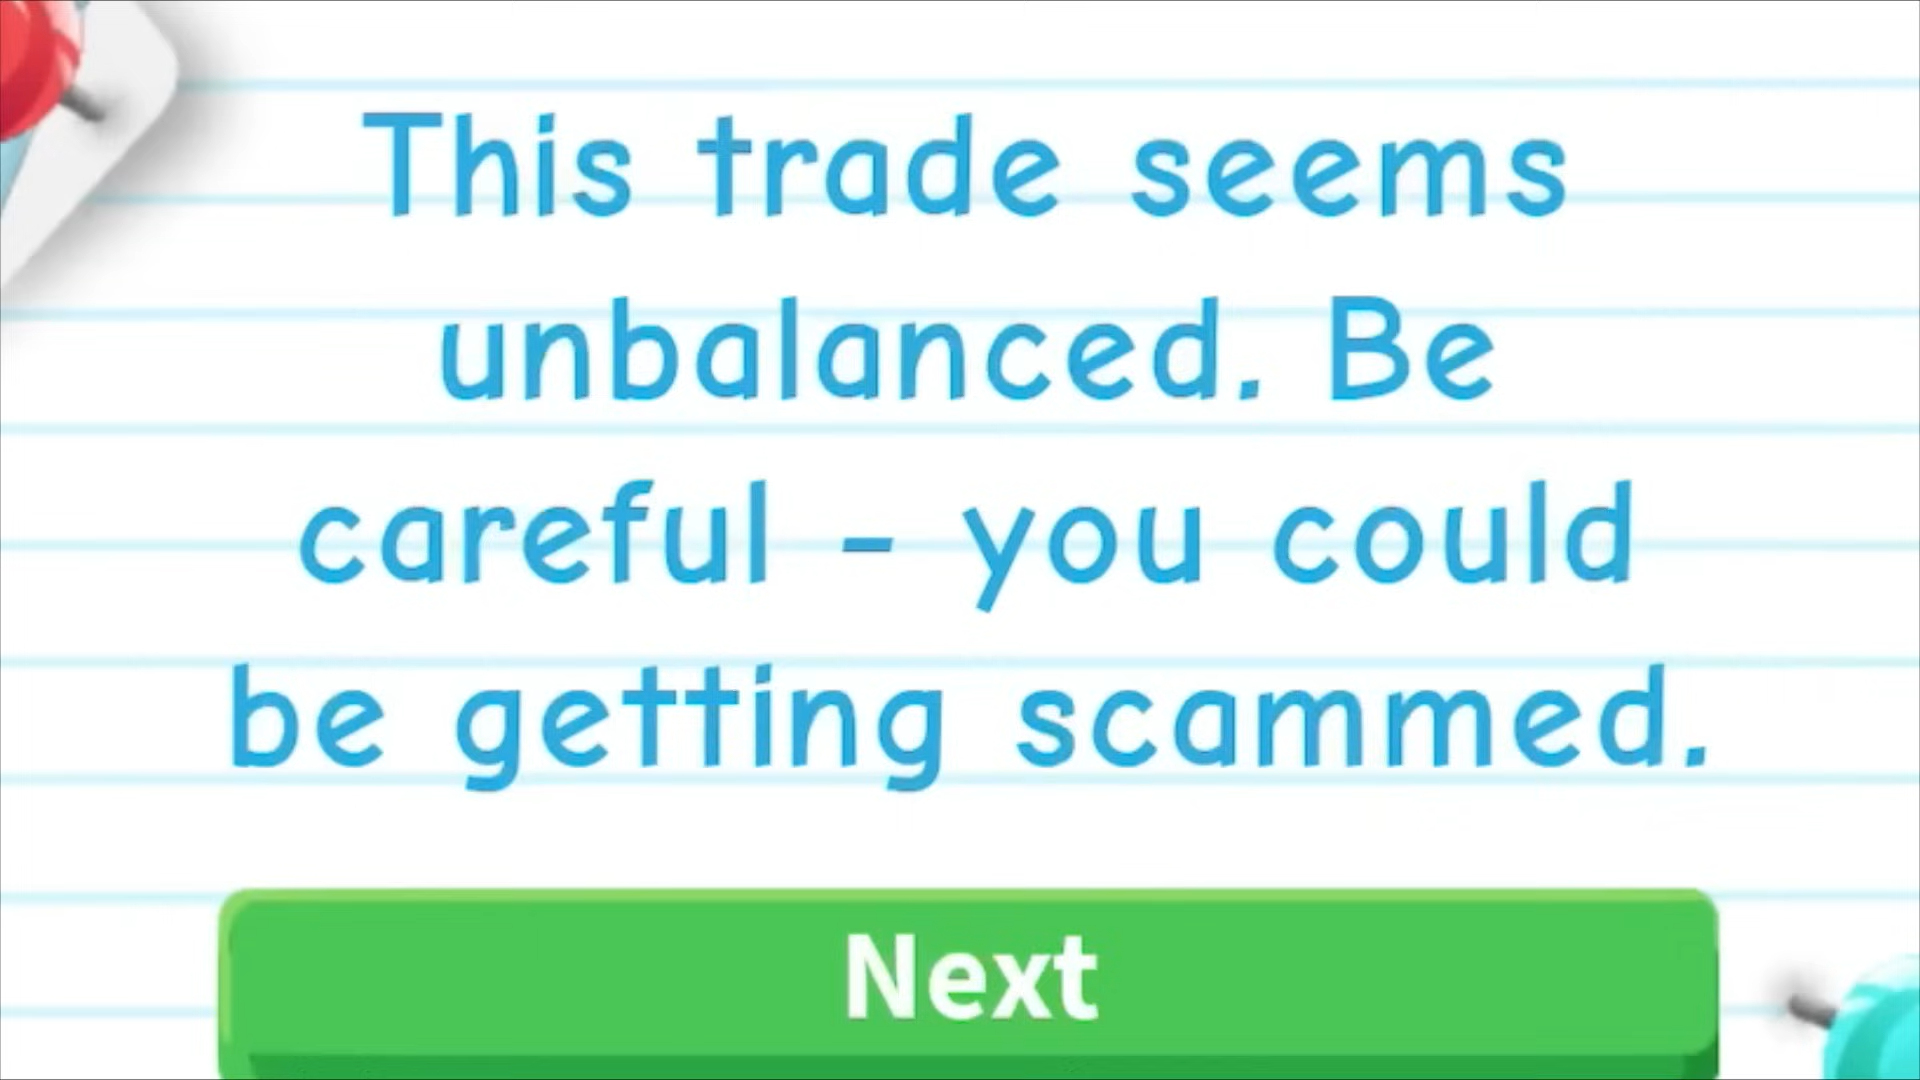 This trade seems
unbalanced. Be
careful - you could
be getting scammed.
Next